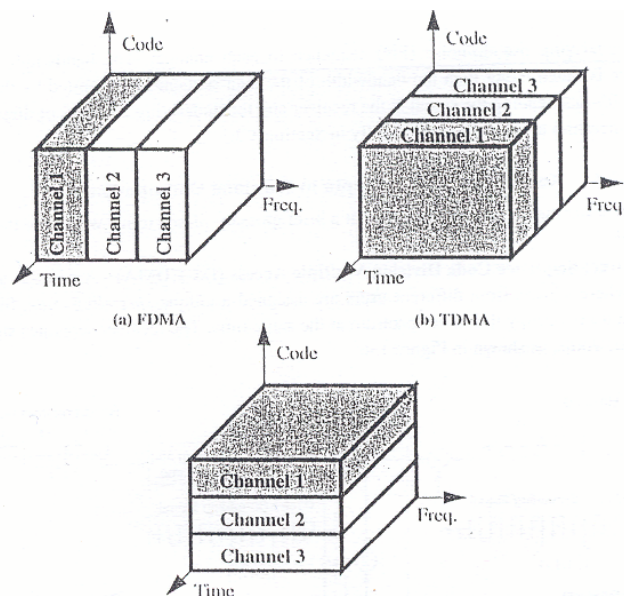 Code
Channel 1
Channel 2
Channel 3
Freq.
Time
(a) FDMA
Code
Channel 3
Channel 2
Channel 1
Freq
Time
(b) TDMA
Code
Channel 1
Channel 2
Channel 3
Freq.
Time